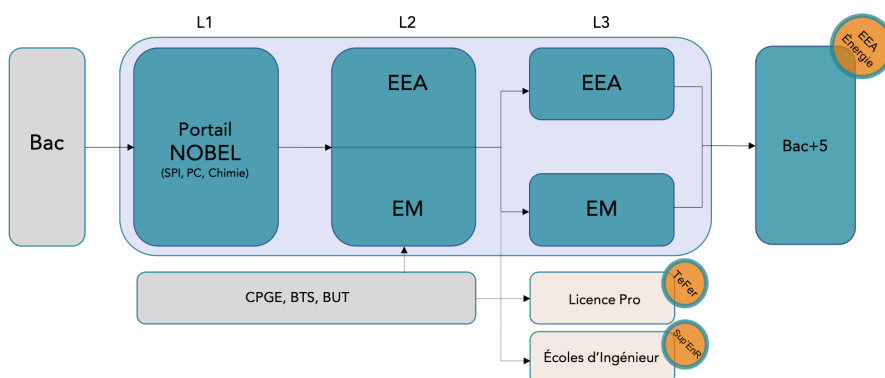 L1
L2
L3
Bac
Portail
NOBEL
(SPI, PC, Chimie)
EEA
EM
EEA
EM
Bac+5
EEA
Énergie
CPGE, BTS, BUT
Licence Pro
TeFer
Écoles d'Ingénieur
Sup'EnR